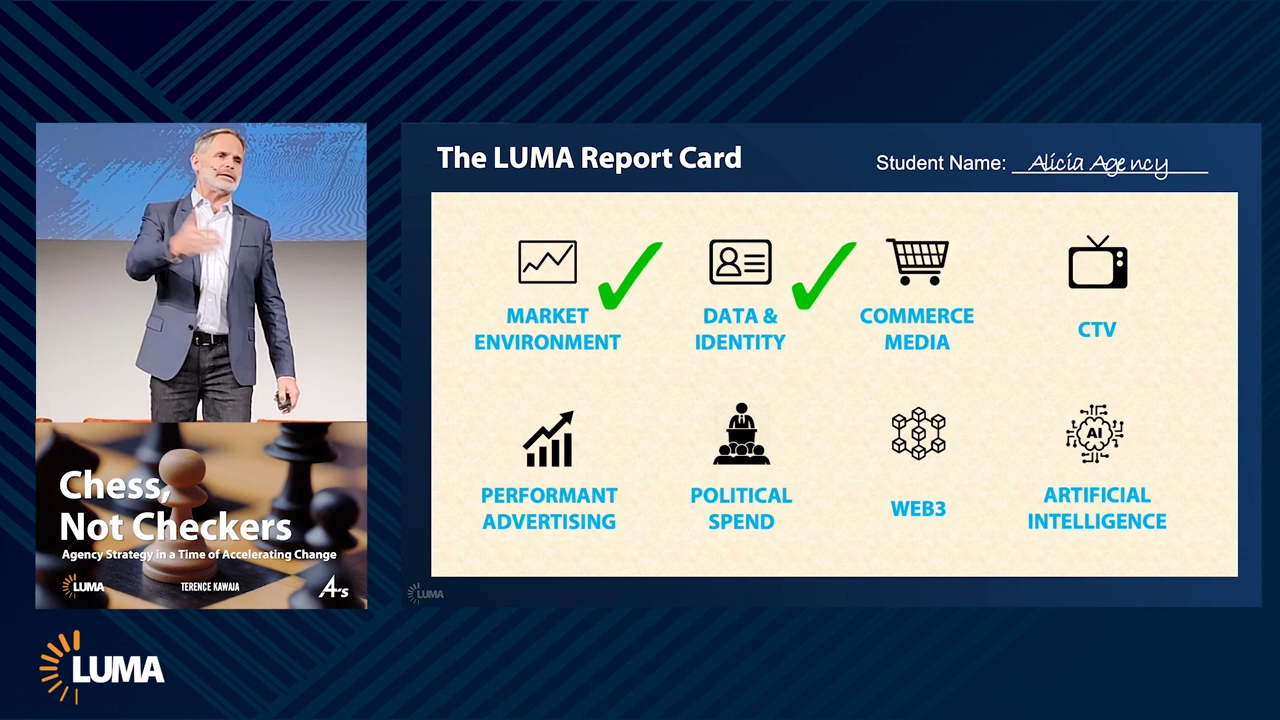 The LUMA Report Card
Student Name: Alicia Agency
MARKET
ENVIRONMENT
DATA &
IDENTITY
COMMERCE
MEDIA
CTV
PERFORMANT
ADVERTISING
POLITICAL
SPEND
WEB3
AI
ARTIFICIAL
INTELLIGENCE
LUMA
Chess,
Not Checkers
Agency Strategy in a Time of Accelerating Change
LUMA
TERENCE KAWAJA
4A's
LUMA